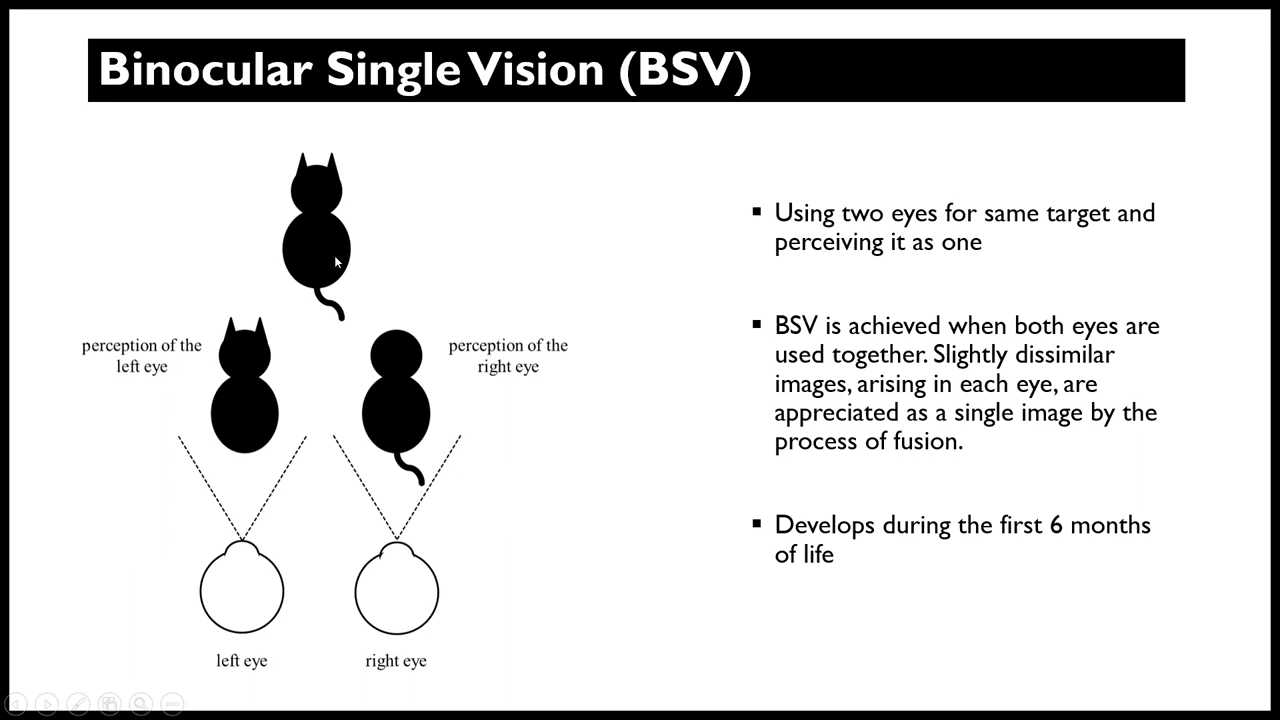 Binocular Single Vision (BSV)
perception of the
left eye
perception of the
right eye
left eye
right eye
▪ Using two eyes for same target and
perceiving it as one
▪ BSV is achieved when both eyes are
used together. Slightly dissimilar
images, arising in each eye, are
appreciated as a single image by the
process of fusion.
▪ Develops during the first 6 months
of life